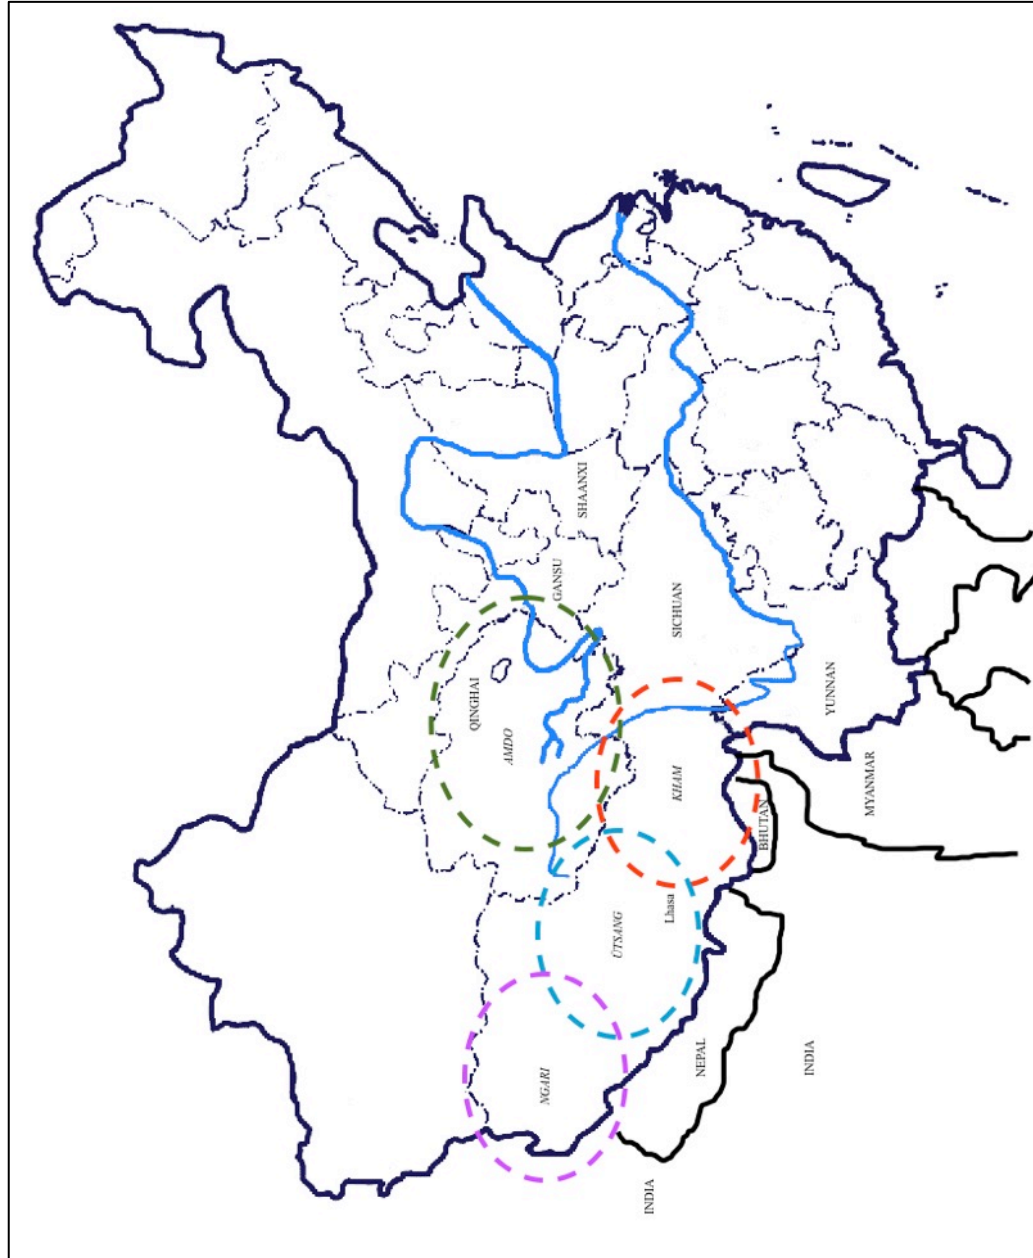 SHAANXI
GANSU
QINGHAI
AMDO
SICHUAN
KHAM
YUNNAN
BHUTAN
MYANMAR
Lhasa
ÜTSANG
NGARI
NEPAL
INDIA
INDIA